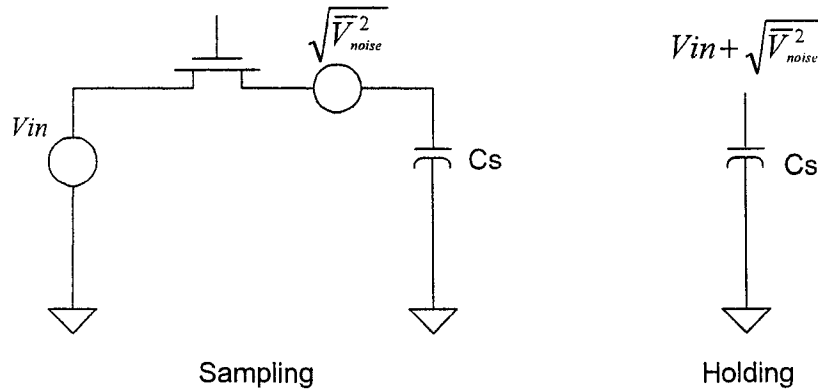 √V̅²noise
Vin + √V̅²noise
Vin
Cs
Cs
Sampling
Holding